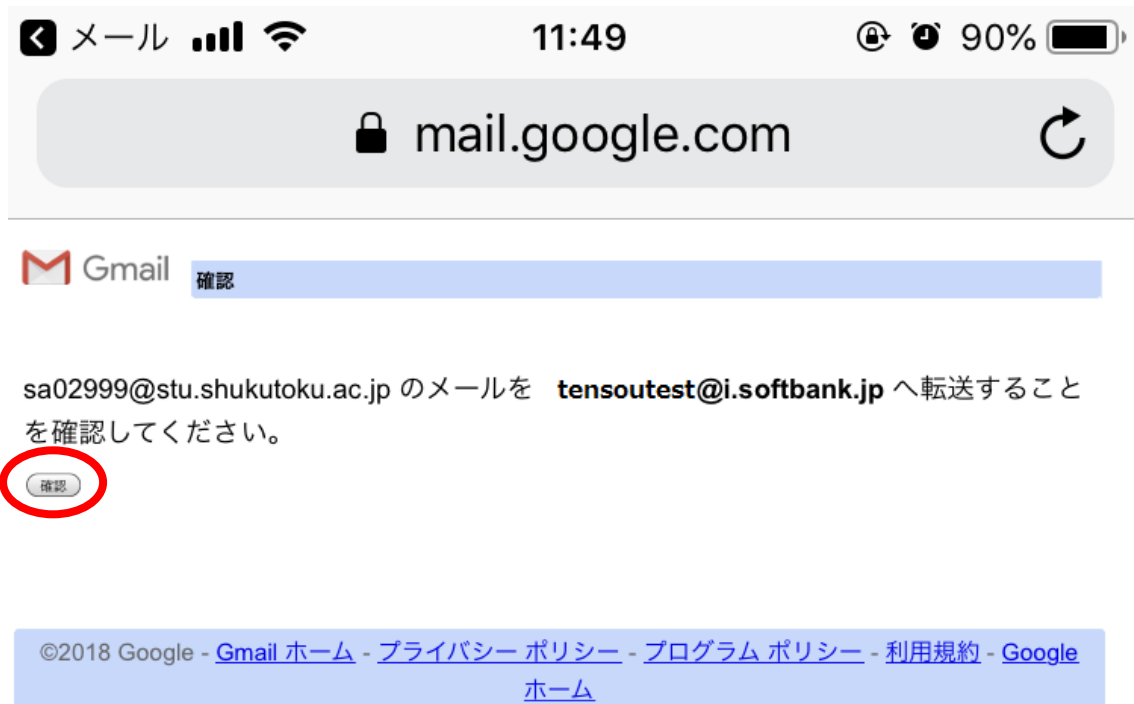 メール 11:49 90%
mail.google.com
Gmail 確認
sa02999@stu.shukutoku.ac.jp のメールを tensoutest@i.softbank.jp へ転送すること
を確認してください。
確認
©2018 Google - Gmail ホーム - プライバシー ポリシー - プログラム ポリシー - 利用規約 - Google
ホーム